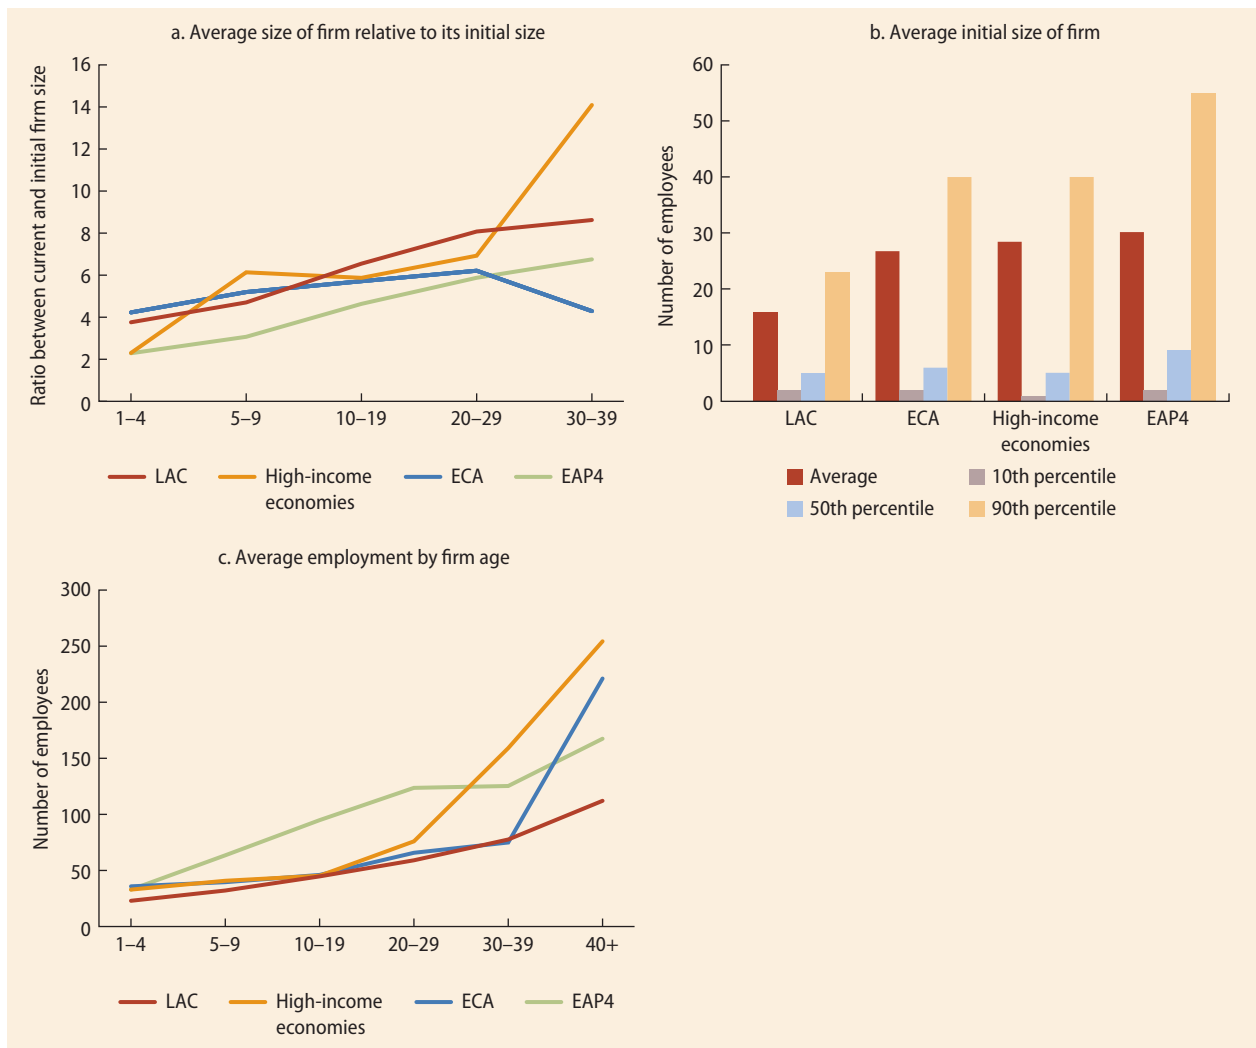 a. Average size of firm relative to its initial size
Ratio between current and initial firm size
16
14
12
10
8
6
4
2
0
1–4 5–9 10–19 20–29 30–39
LAC High-income economies ECA EAP4
b. Average initial size of firm
Number of employees
60
50
40
30
20
10
0
LAC ECA High-income economies EAP4
Average 10th percentile
50th percentile 90th percentile
c. Average employment by firm age
Number of employees
300
250
200
150
100
50
0
1–4 5–9 10–19 20–29 30–39 40+
LAC High-income economies ECA EAP4